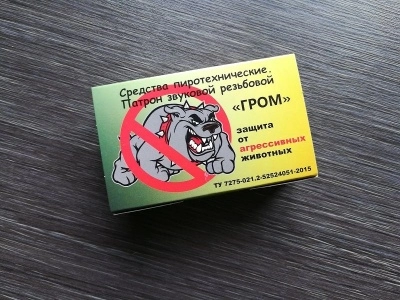 Средства пиротехнические.
Патрон звуковой резьбовой
«ГРОМ»
защита
от
агрессивных
животных
ТУ 7275-021.2-52524051-2015